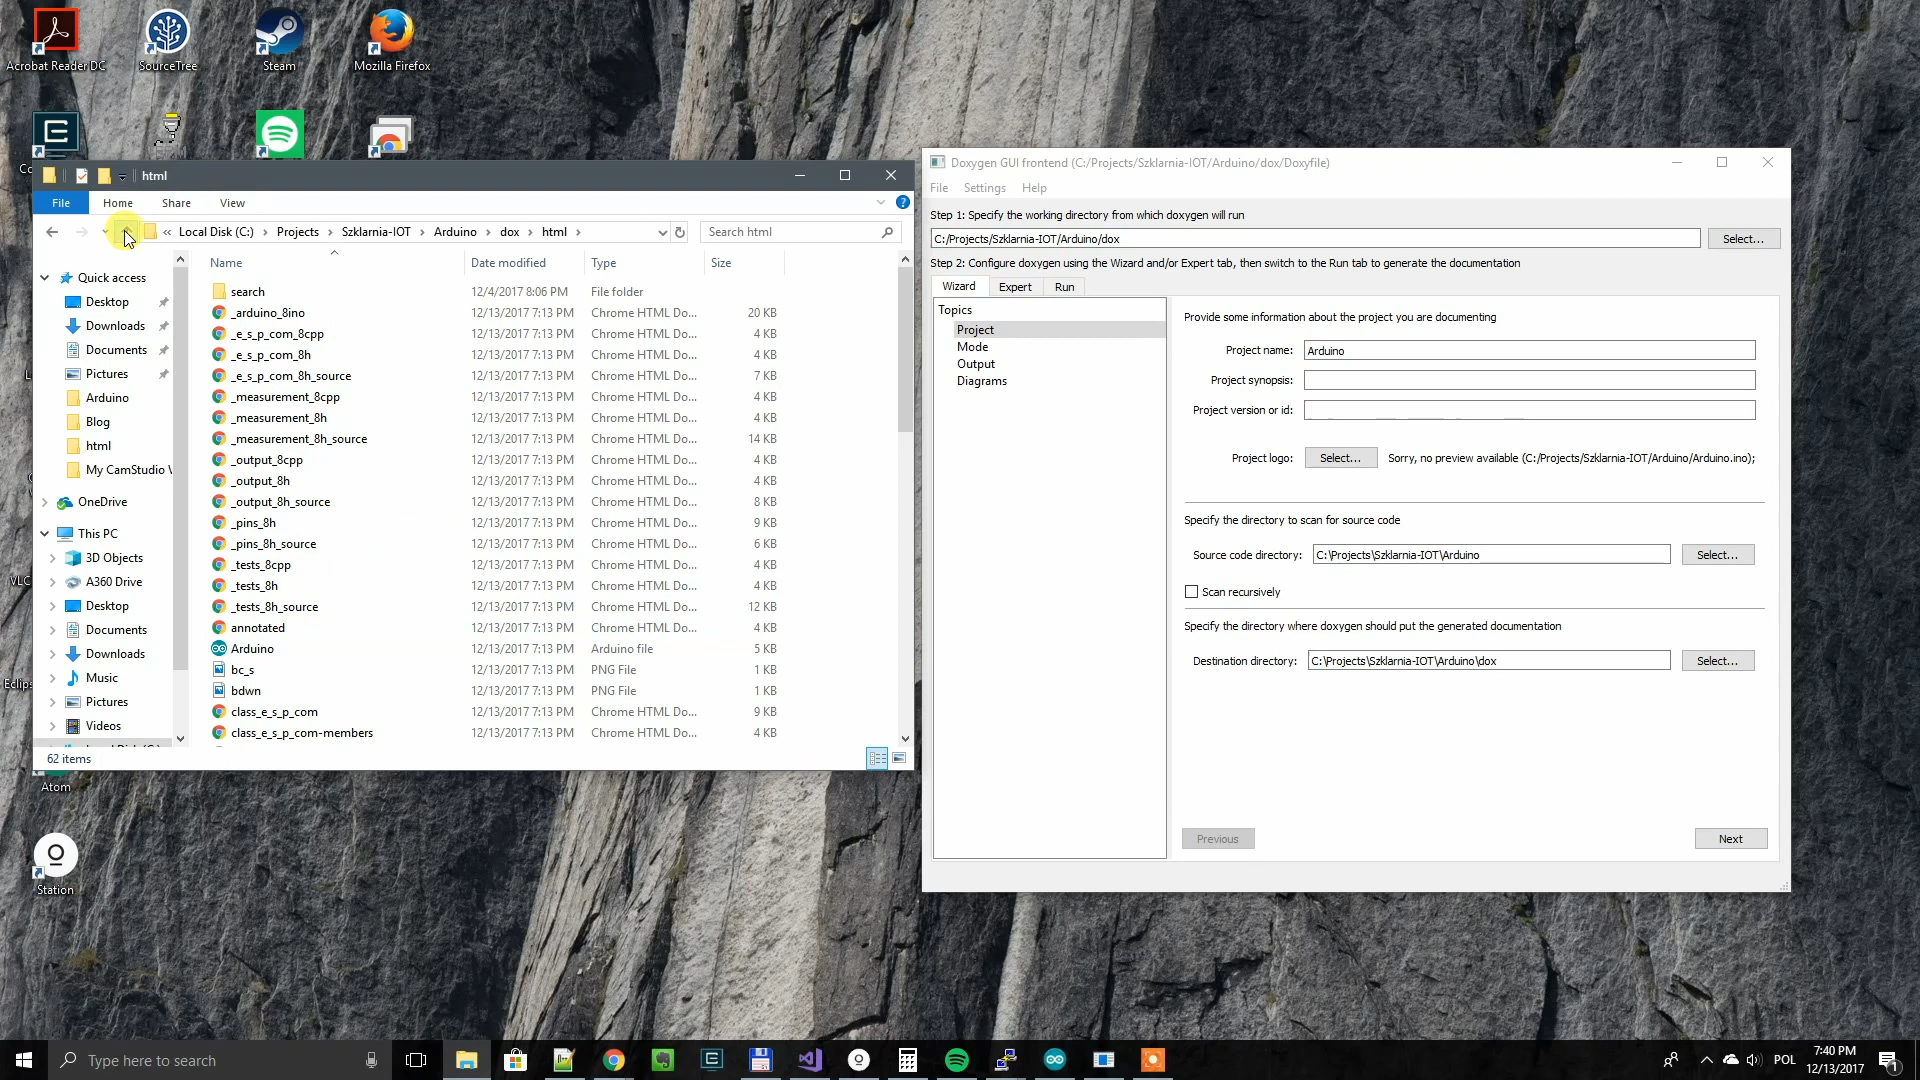 Acrobat Reader DC
SourceTree
Steam
Mozilla Firefox
html
File
Home
Share
View
« Local Disk (C:) › Projects › Szklarnia-IOT › Arduino › dox › html ›
Search html
Name
Date modified
Type
Size
Quick access
Desktop
Downloads
Documents
Pictures
Arduino
Blog
html
My CamStudio
OneDrive
This PC
3D Objects
A360 Drive
Desktop
Documents
Downloads
Music
Pictures
Videos
search 12/4/2017 8:06 PM File folder
_arduino_8ino 12/13/2017 7:13 PM Chrome HTML Do... 20 KB
_e_s_p_com_8cpp 12/13/2017 7:13 PM Chrome HTML Do... 4 KB
_e_s_p_com_8h 12/13/2017 7:13 PM Chrome HTML Do... 4 KB
_e_s_p_com_8h_source 12/13/2017 7:13 PM Chrome HTML Do... 7 KB
_measurement_8cpp 12/13/2017 7:13 PM Chrome HTML Do... 4 KB
_measurement_8h 12/13/2017 7:13 PM Chrome HTML Do... 4 KB
_measurement_8h_source 12/13/2017 7:13 PM Chrome HTML Do... 14 KB
_output_8cpp 12/13/2017 7:13 PM Chrome HTML Do... 4 KB
_output_8h 12/13/2017 7:13 PM Chrome HTML Do... 4 KB
_output_8h_source 12/13/2017 7:13 PM Chrome HTML Do... 8 KB
_pins_8h 12/13/2017 7:13 PM Chrome HTML Do... 9 KB
_pins_8h_source 12/13/2017 7:13 PM Chrome HTML Do... 6 KB
_tests_8cpp 12/13/2017 7:13 PM Chrome HTML Do... 4 KB
_tests_8h 12/13/2017 7:13 PM Chrome HTML Do... 4 KB
_tests_8h_source 12/13/2017 7:13 PM Chrome HTML Do... 12 KB
annotated 12/13/2017 7:13 PM Chrome HTML Do... 4 KB
Arduino 12/13/2017 7:13 PM Arduino file 5 KB
bc_s 12/13/2017 7:13 PM PNG File 1 KB
bdwn 12/13/2017 7:13 PM PNG File 1 KB
class_e_s_p_com 12/13/2017 7:13 PM Chrome HTML Do... 9 KB
class_e_s_p_com-members 12/13/2017 7:13 PM Chrome HTML Do... 4 KB
62 items
Atom
Station
Doxygen GUI frontend (C:/Projects/Szklarnia-IOT/Arduino/dox/Doxyfile)
File
Settings
Help
Step 1: Specify the working directory from which doxygen will run
C:/Projects/Szklarnia-IOT/Arduino/dox
Select...
Step 2: Configure doxygen using the Wizard and/or Expert tab, then switch to the Run tab to generate the documentation
Wizard
Expert
Run
Topics
Project
Mode
Output
Diagrams
Provide some information about the project you are documenting
Project name: Arduino
Project synopsis:
Project version or id:
Project logo: Select... Sorry, no preview available (C:/Projects/Szklarnia-IOT/Arduino/Arduino.ino);
Specify the directory to scan for source code
Source code directory: C:\Projects\Szklarnia-IOT\Arduino Select...
Scan recursively
Specify the directory where doxygen should put the generated documentation
Destination directory: C:\Projects\Szklarnia-IOT\Arduino\dox Select...
Previous
Next
Type here to search
POL
7:40 PM
12/13/2017
1